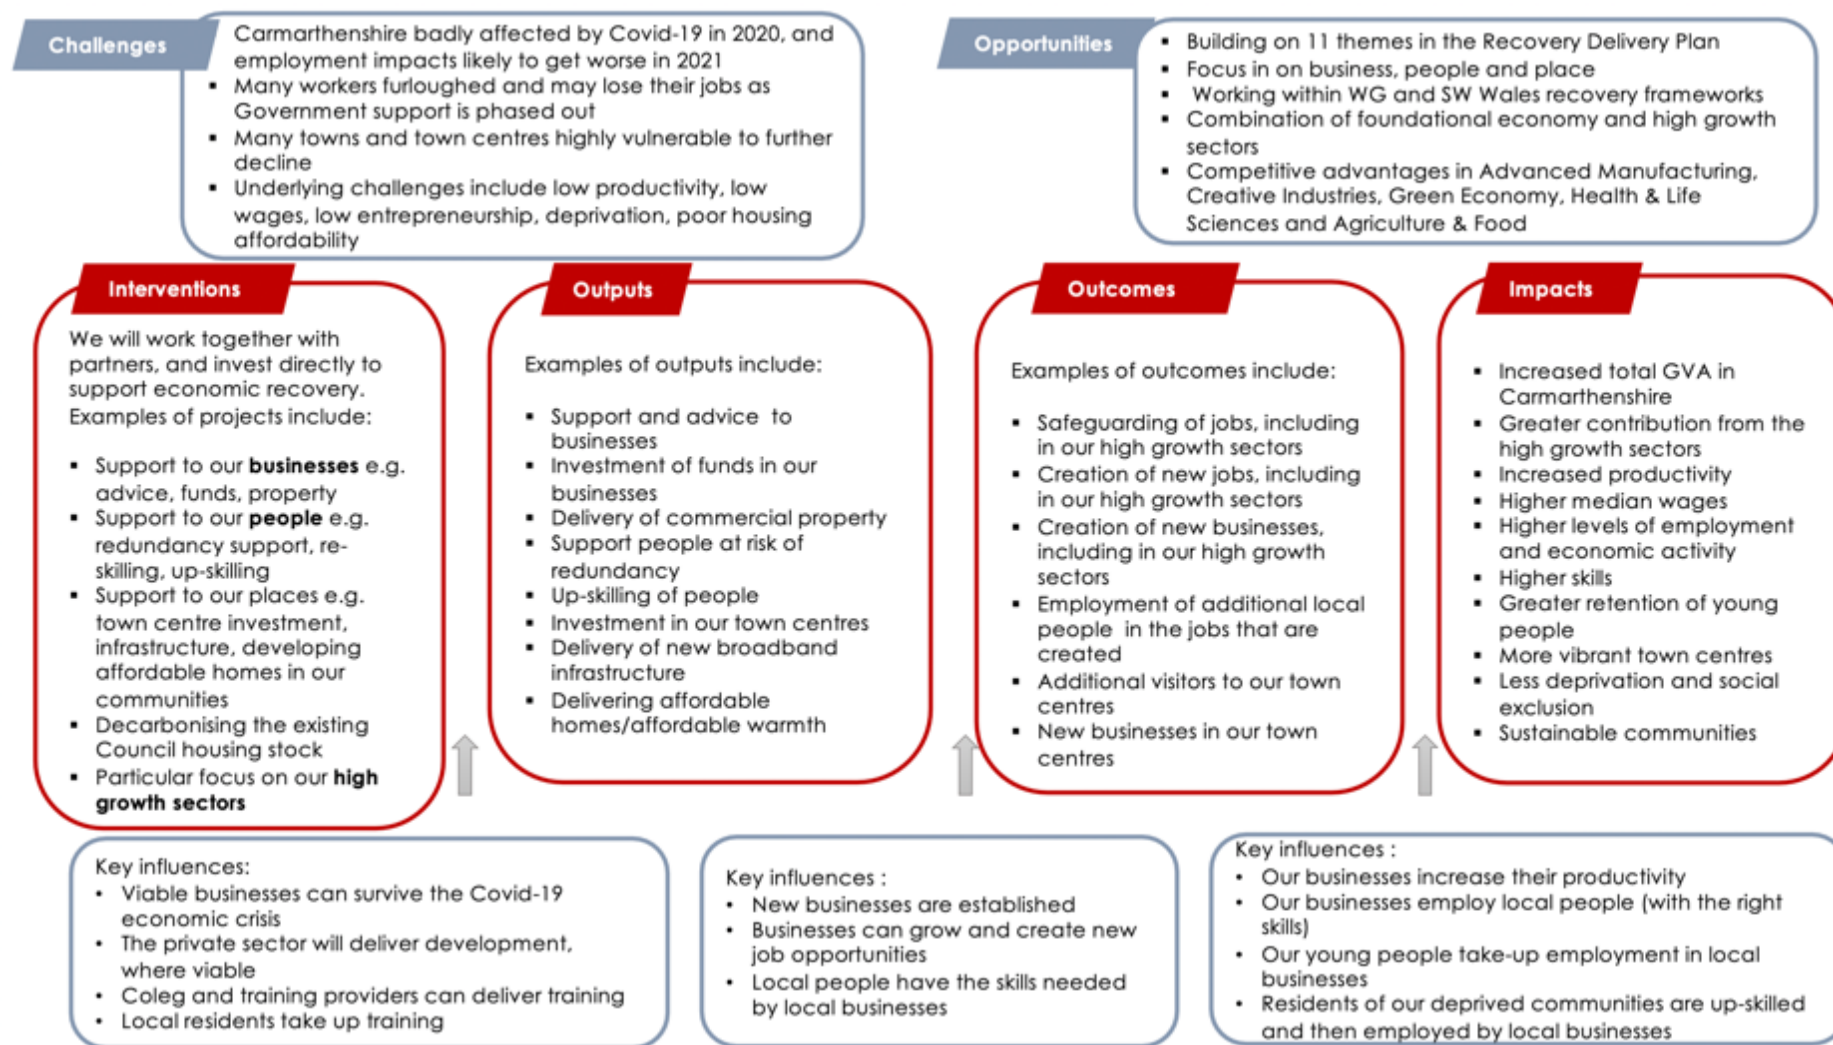 Challenges
Carmarthenshire badly affected by Covid-19 in 2020, and
employment impacts likely to get worse in 2021
▪ Many workers furloughed and may lose their jobs as
Government support is phased out
▪ Many towns and town centres highly vulnerable to further
decline
▪ Underlying challenges include low productivity, low
wages, low entrepreneurship, deprivation, poor housing
affordability
Opportunities
▪ Building on 11 themes in the Recovery Delivery Plan
▪ Focus in on business, people and place
▪ Working within WG and SW Wales recovery frameworks
▪ Combination of foundational economy and high growth
sectors
▪ Competitive advantages in Advanced Manufacturing,
Creative Industries, Green Economy, Health & Life
Sciences and Agriculture & Food
Interventions
We will work together with
partners, and invest directly to
support economic recovery.
Examples of projects include:
▪ Support to our businesses e.g.
advice, funds, property
▪ Support to our people e.g.
redundancy support, re-
skilling, up-skilling
▪ Support to our places e.g.
town centre investment,
infrastructure, developing
affordable homes in our
communities
▪ Decarbonising the existing
Council housing stock
▪ Particular focus on our high
growth sectors
Outputs
Examples of outputs include:
▪ Support and advice to
businesses
▪ Investment of funds in our
businesses
▪ Delivery of commercial property
▪ Support people at risk of
redundancy
▪ Up-skilling of people
▪ Investment in our town centres
▪ Delivery of new broadband
infrastructure
▪ Delivering affordable
homes/affordable warmth
Outcomes
Examples of outcomes include:
▪ Safeguarding of jobs, including
in our high growth sectors
▪ Creation of new jobs, including
in our high growth sectors
▪ Creation of new businesses,
including in our high growth
sectors
▪ Employment of additional local
people in the jobs that are
created
▪ Additional visitors to our town
centres
▪ New businesses in our town
centres
Impacts
▪ Increased total GVA in
Carmarthenshire
▪ Greater contribution from the
high growth sectors
▪ Increased productivity
▪ Higher median wages
▪ Higher levels of employment
and economic activity
▪ Higher skills
▪ Greater retention of young
people
▪ More vibrant town centres
▪ Less deprivation and social
exclusion
▪ Sustainable communities
Key influences:
• Viable businesses can survive the Covid-19
economic crisis
• The private sector will deliver development,
where viable
• Coleg and training providers can deliver training
• Local residents take up training
Key influences :
• New businesses are established
• Businesses can grow and create new
job opportunities
• Local people have the skills needed
by local businesses
Key influences :
• Our businesses increase their productivity
• Our businesses employ local people (with the right
skills)
• Our young people take-up employment in local
businesses
• Residents of our deprived communities are up-skilled
and then employed by local businesses